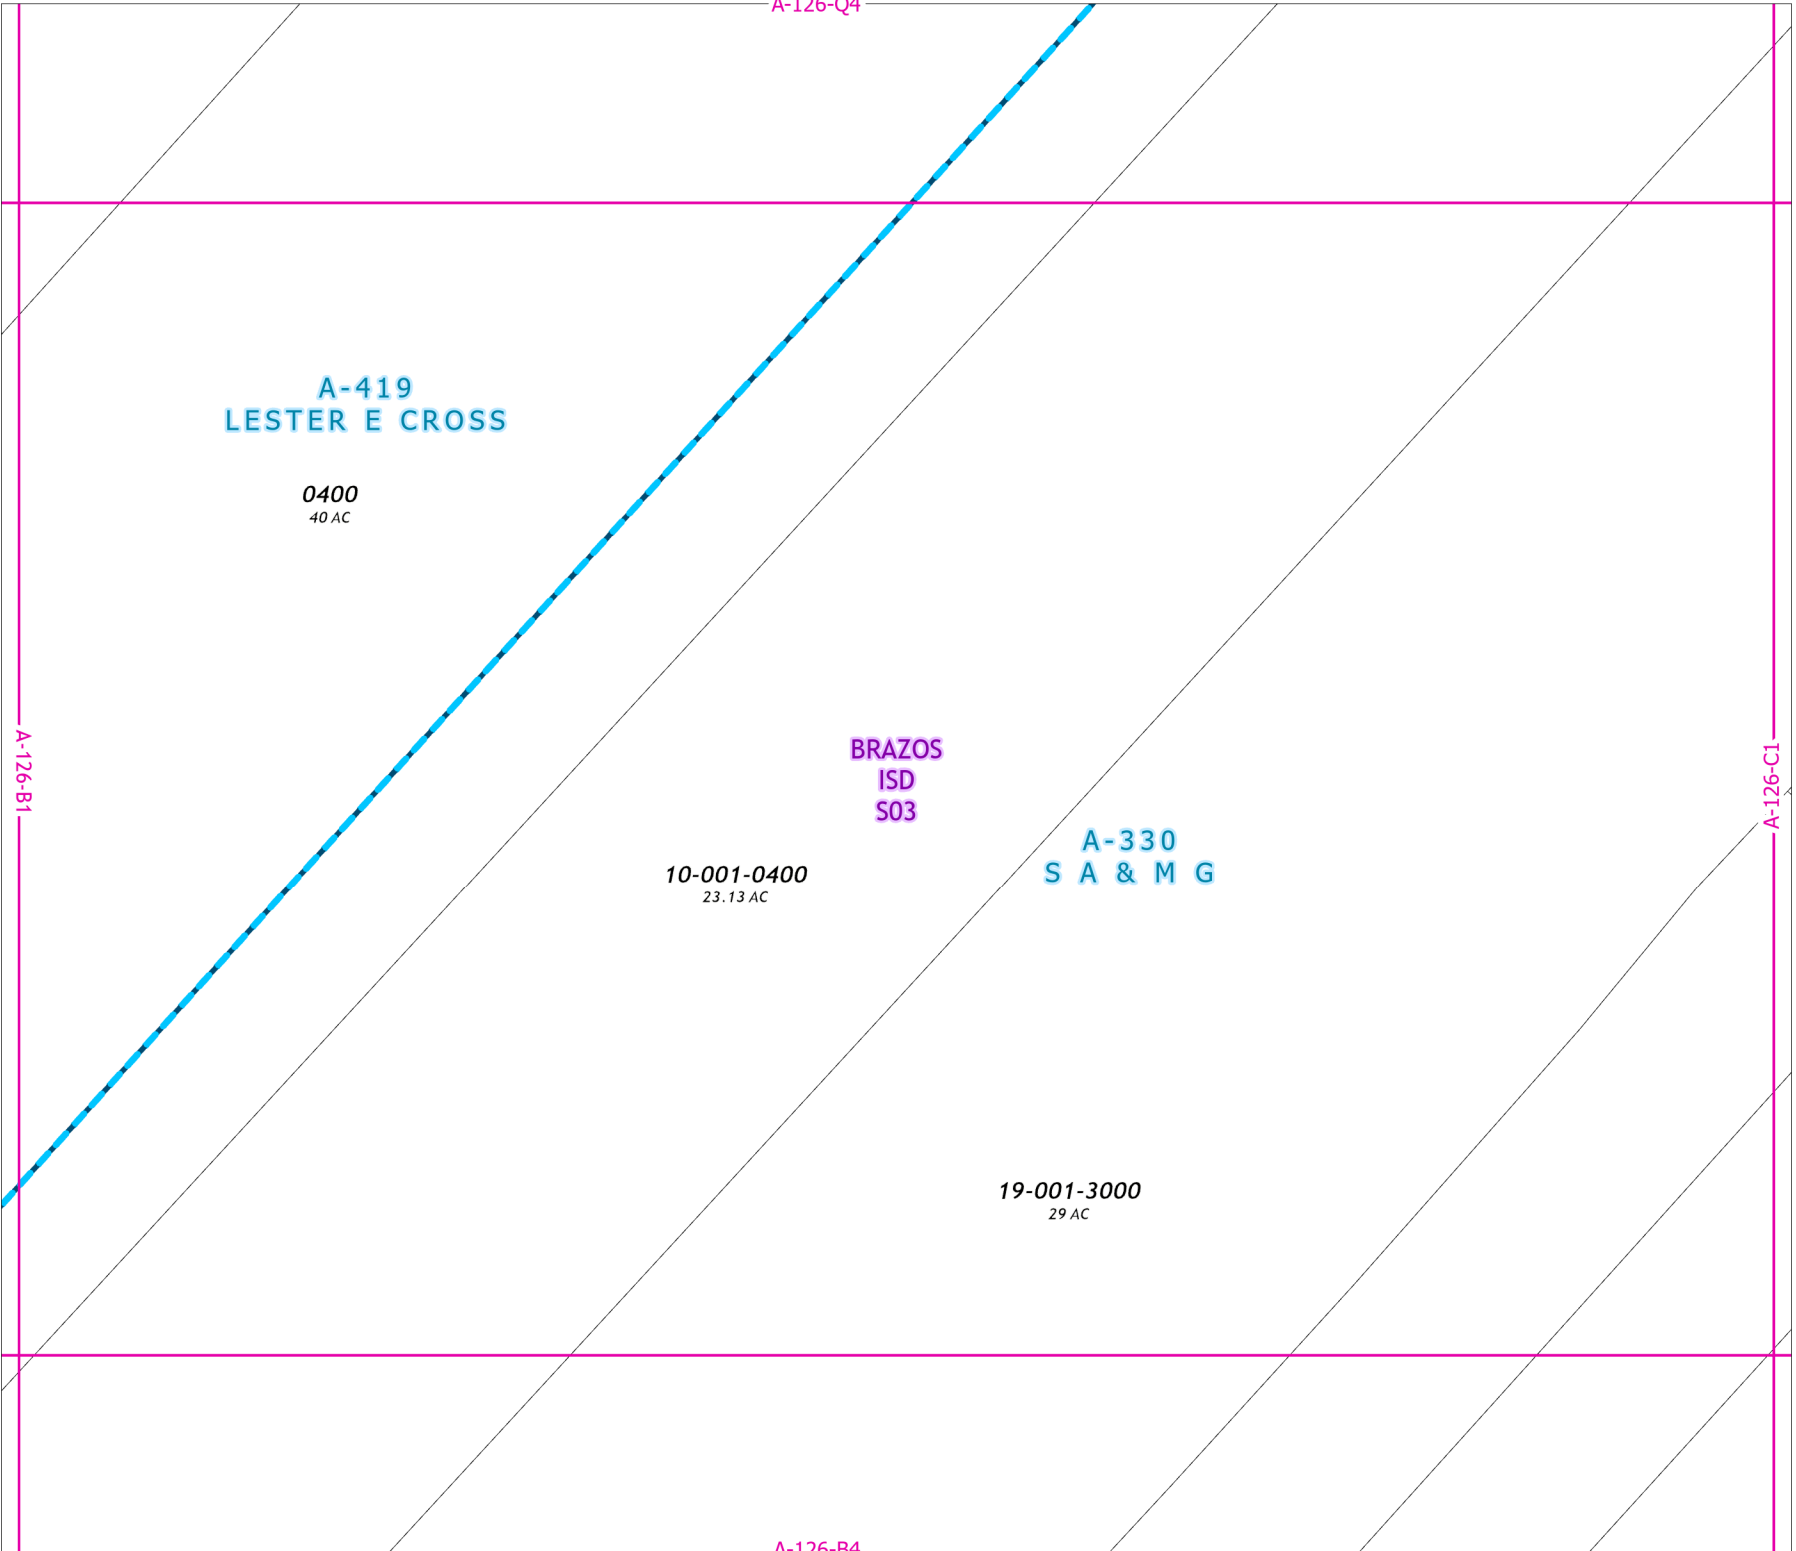 A-126-Q4
A-419
LESTER E CROSS
0400
40 AC
A-126-B1
BRAZOS
ISD
S03
A-126-C1
A-330
S A & M G
10-001-0400
23.13 AC
19-001-3000
29 AC
A-126-B4